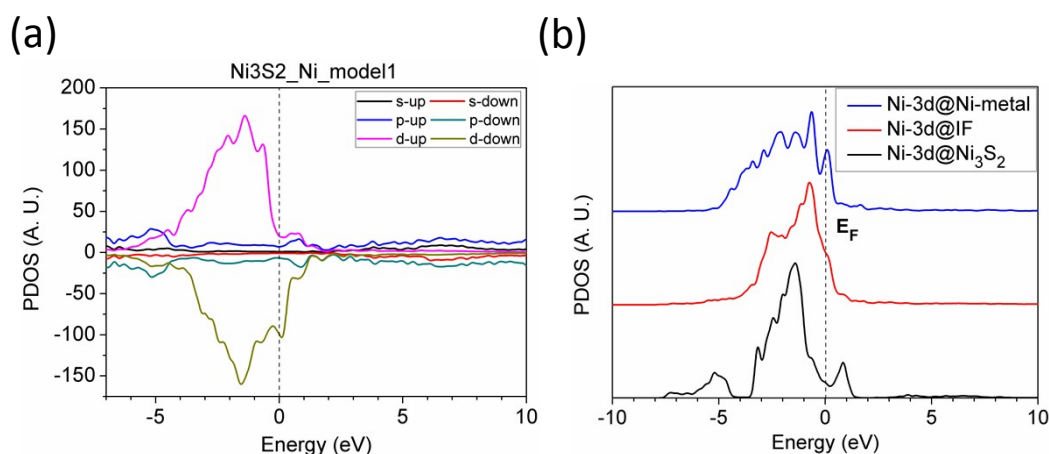 (a)
Ni3S2_Ni_model1
200
150
100
50
0
-50
-100
-150
PDOS (A. U.)
s-up s-down
p-up p-down
d-up d-down
-5 0 5 10
Energy (eV)
(b)
Ni-3d@Ni-metal
Ni-3d@IF
Ni-3d@Ni₃S₂
E_F
PDOS (A. U.)
-10 -5 0 5 10
Energy (eV)